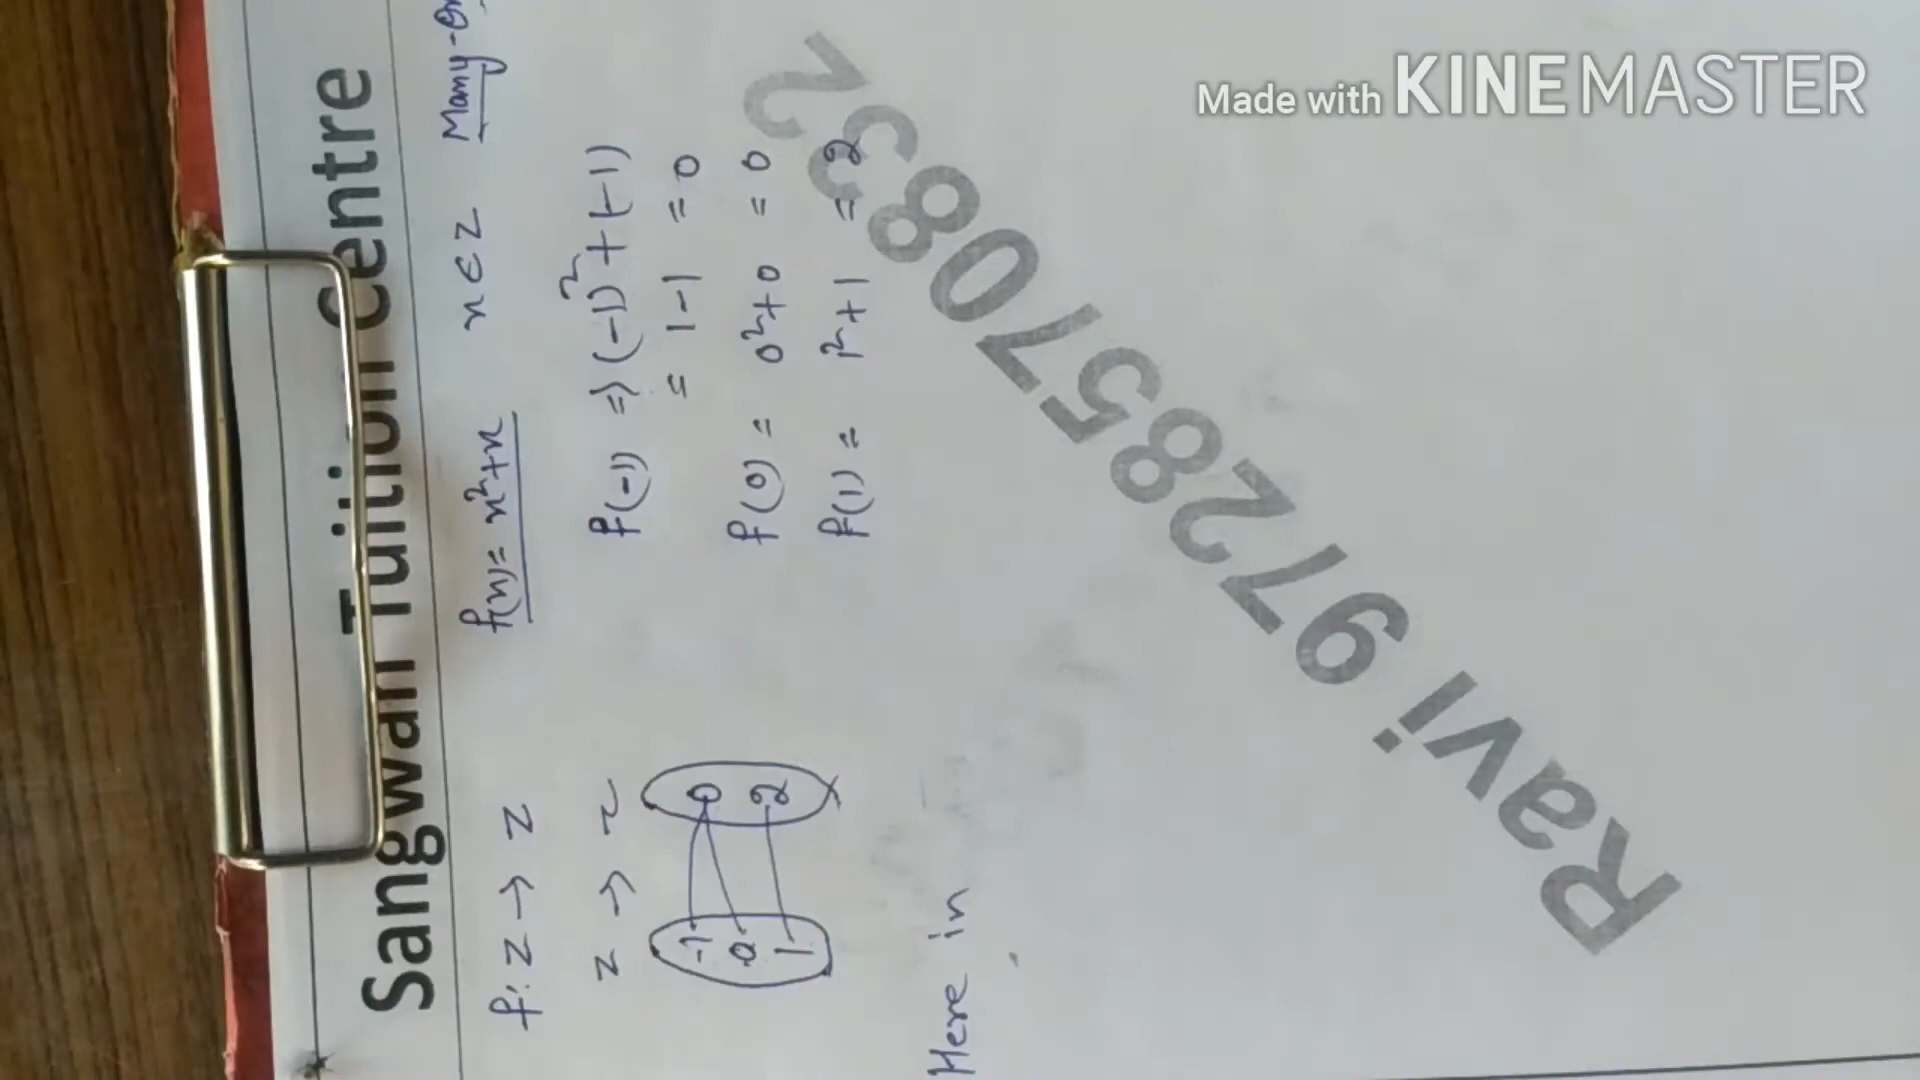 Made with KINEMASTER
Sangwan Tuition Centre
f: Z → Z f(x) = x²+x x ∈ Z Many-
z → z
-1 0
0 2
1
f(-1) => (-1)² + (-1)
= 1-1 = 0
f(0) = 0²+0 = 0
f(1) = 1²+1 = 2
Here in
Ravi 9728570832